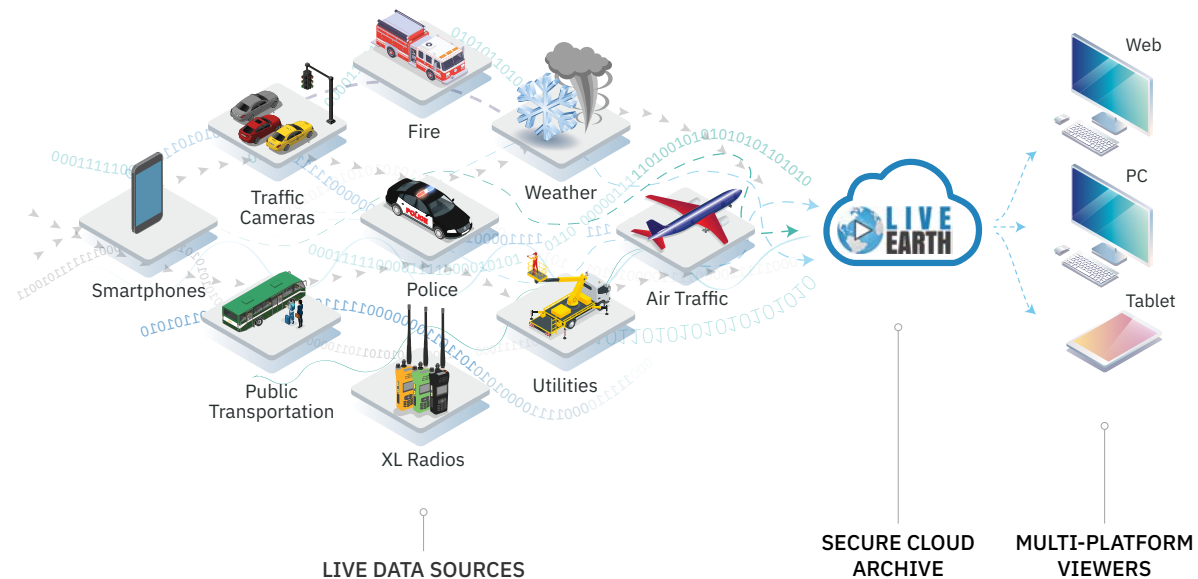 Fire
Weather
Traffic
Cameras
Smartphones
POLICE
Police
Air Traffic
Public
Transportation
Utilities
XL Radios
LIVE DATA SOURCES
LIVE
EARTH
SECURE CLOUD
ARCHIVE
Web
PC
Tablet
MULTI-PLATFORM
VIEWERS